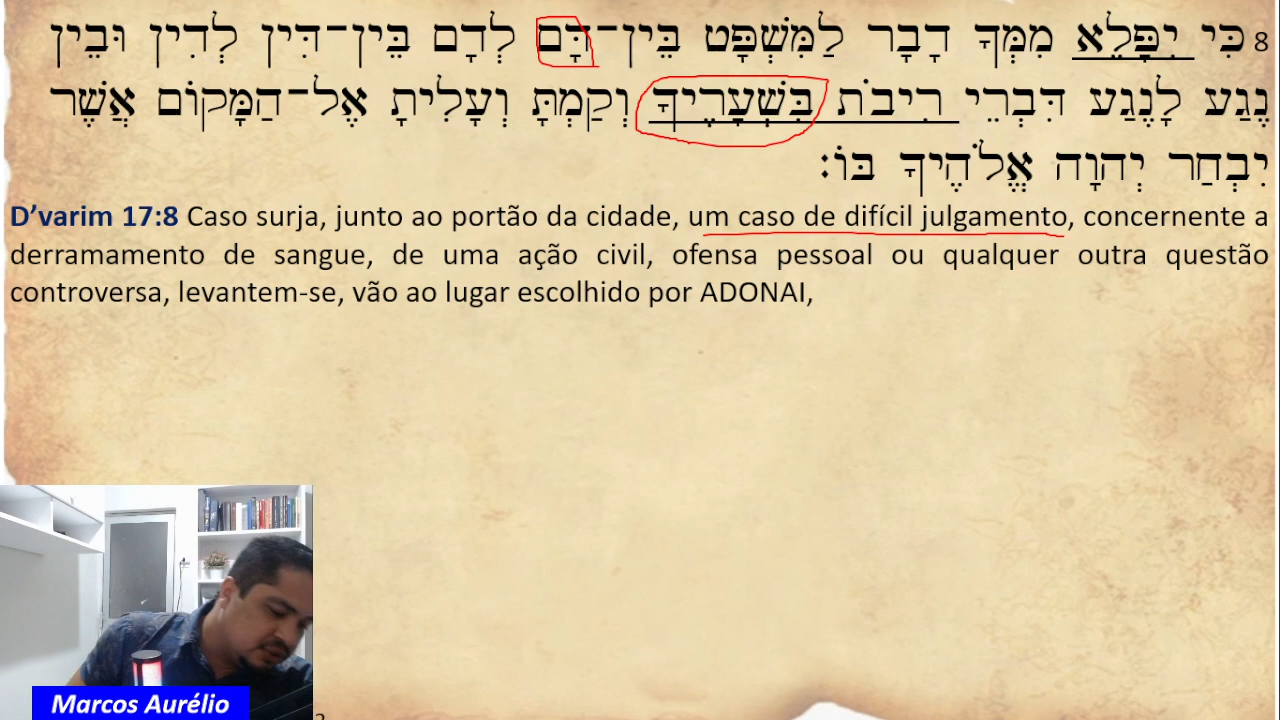 8 כִּי יִפָּלֵא מִמְּךָ דָבָר לַמִּשְׁפָּט בֵּין־דָּם לְדָם בֵּין־דִּין לְדִין וּבֵין
נֶגַע לָנֶגַע דִּבְרֵי רִיבֹת בִּשְׁעָרֶיךָ וְקַמְתָּ וְעָלִיתָ אֶל־הַמָּקוֹם אֲשֶׁר
יִבְחַר יְהוָה אֱלֹהֶיךָ בּוֹ׃
D’varim 17:8 Caso surja, junto ao portão da cidade, um caso de difícil julgamento, concernente a
derramamento de sangue, de uma ação civil, ofensa pessoal ou qualquer outra questão
controversa, levantem-se, vão ao lugar escolhido por ADONAI,
Marcos Aurélio